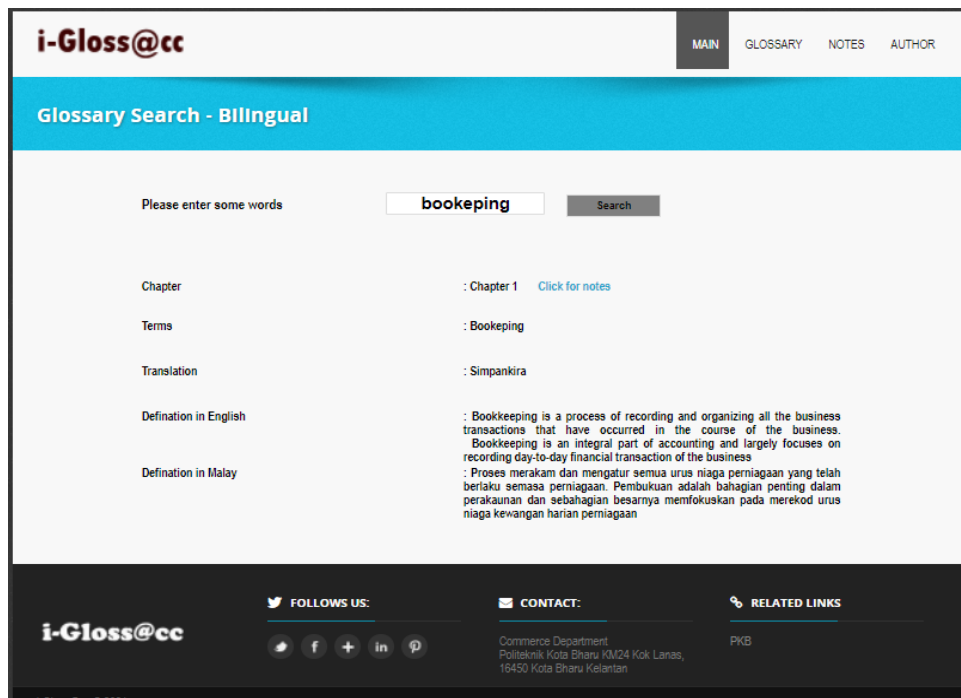 i-Gloss@cc
MAIN GLOSSARY NOTES AUTHOR
Glossary Search - Bilingual
Please enter some words bookeping Search
Chapter : Chapter 1 Click for notes
Terms : Bookeping
Translation : Simpankira
Defination in English : Bookkeeping is a process of recording and organizing all the business
transactions that have occurred in the course of the business.
Bookkeeping is an integral part of accounting and largely focuses on
recording day-to-day financial transaction of the business
Defination in Malay : Proses merakam dan mengatur semua urus niaga perniagaan yang telah
berlaku semasa perniagaan. Pembukuan adalah bahagian penting dalam
perakaunan dan sebahagian besarnya memfokuskan pada merekod urus
niaga kewangan harian perniagaan
i-Gloss@cc
FOLLOWS US:
CONTACT:
Commerce Department
Politeknik Kota Bharu KM24 Kok Lanas,
16450 Kota Bharu Kelantan
RELATED LINKS
PKB